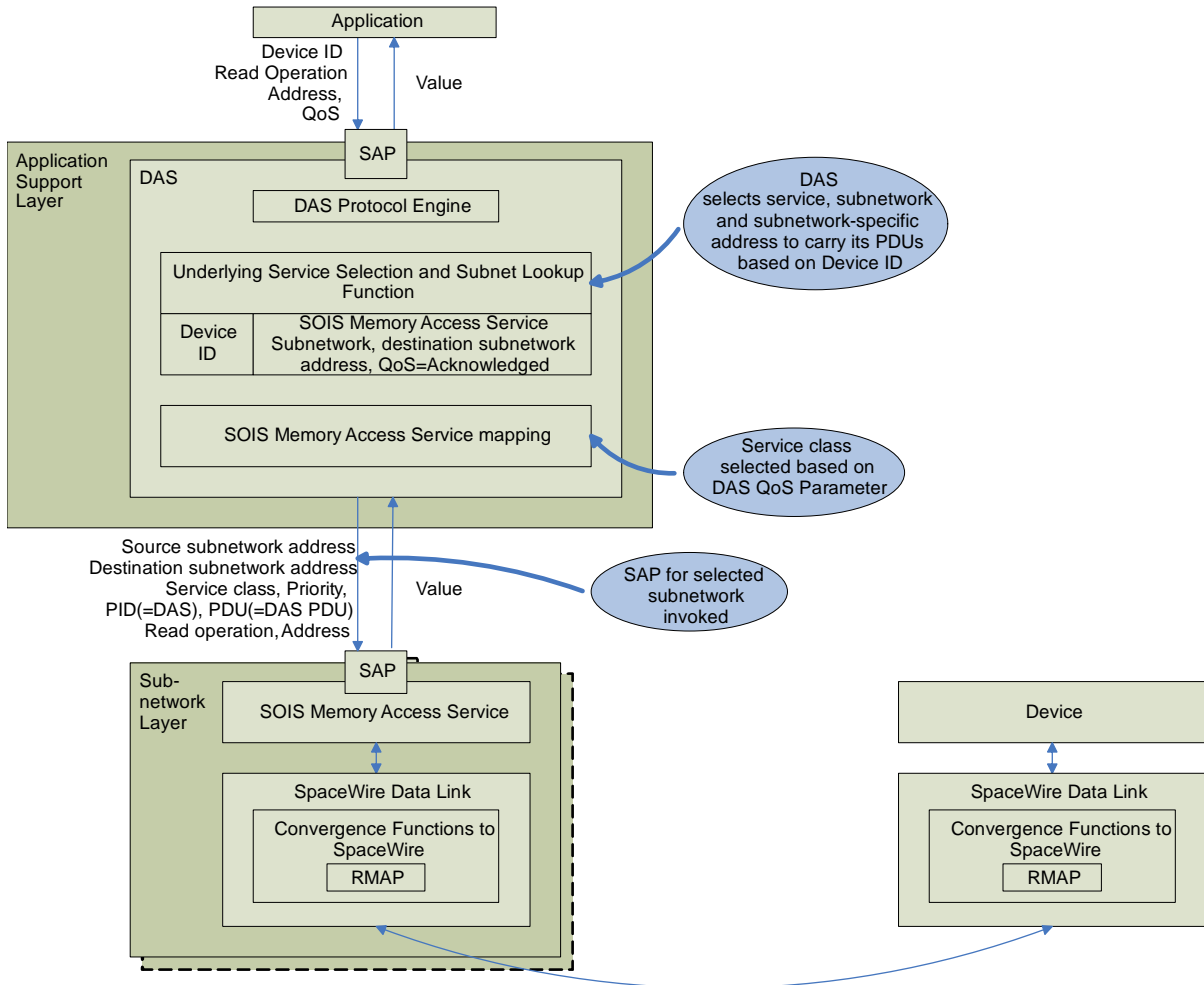 Application
Device ID
Read Operation
Address,
QoS
Value
SAP
Application
Support
Layer
DAS
DAS Protocol Engine
Underlying Service Selection and Subnet Lookup
Function
Device
ID
SOIS Memory Access Service
Subnetwork, destination subnetwork
address, QoS=Acknowledged
SOIS Memory Access Service mapping
DAS
selects service, subnetwork
and subnetwork-specific
address to carry its PDUs
based on Device ID
Service class
selected based on
DAS QoS Parameter
Source subnetwork address
Destination subnetwork address
Service class, Priority,
PID(=DAS), PDU(=DAS PDU)
Read operation, Address
Value
SAP for selected
subnetwork
invoked
SAP
Sub-
network
Layer
SOIS Memory Access Service
SpaceWire Data Link
Convergence Functions to
SpaceWire
RMAP
Device
SpaceWire Data Link
Convergence Functions to
SpaceWire
RMAP